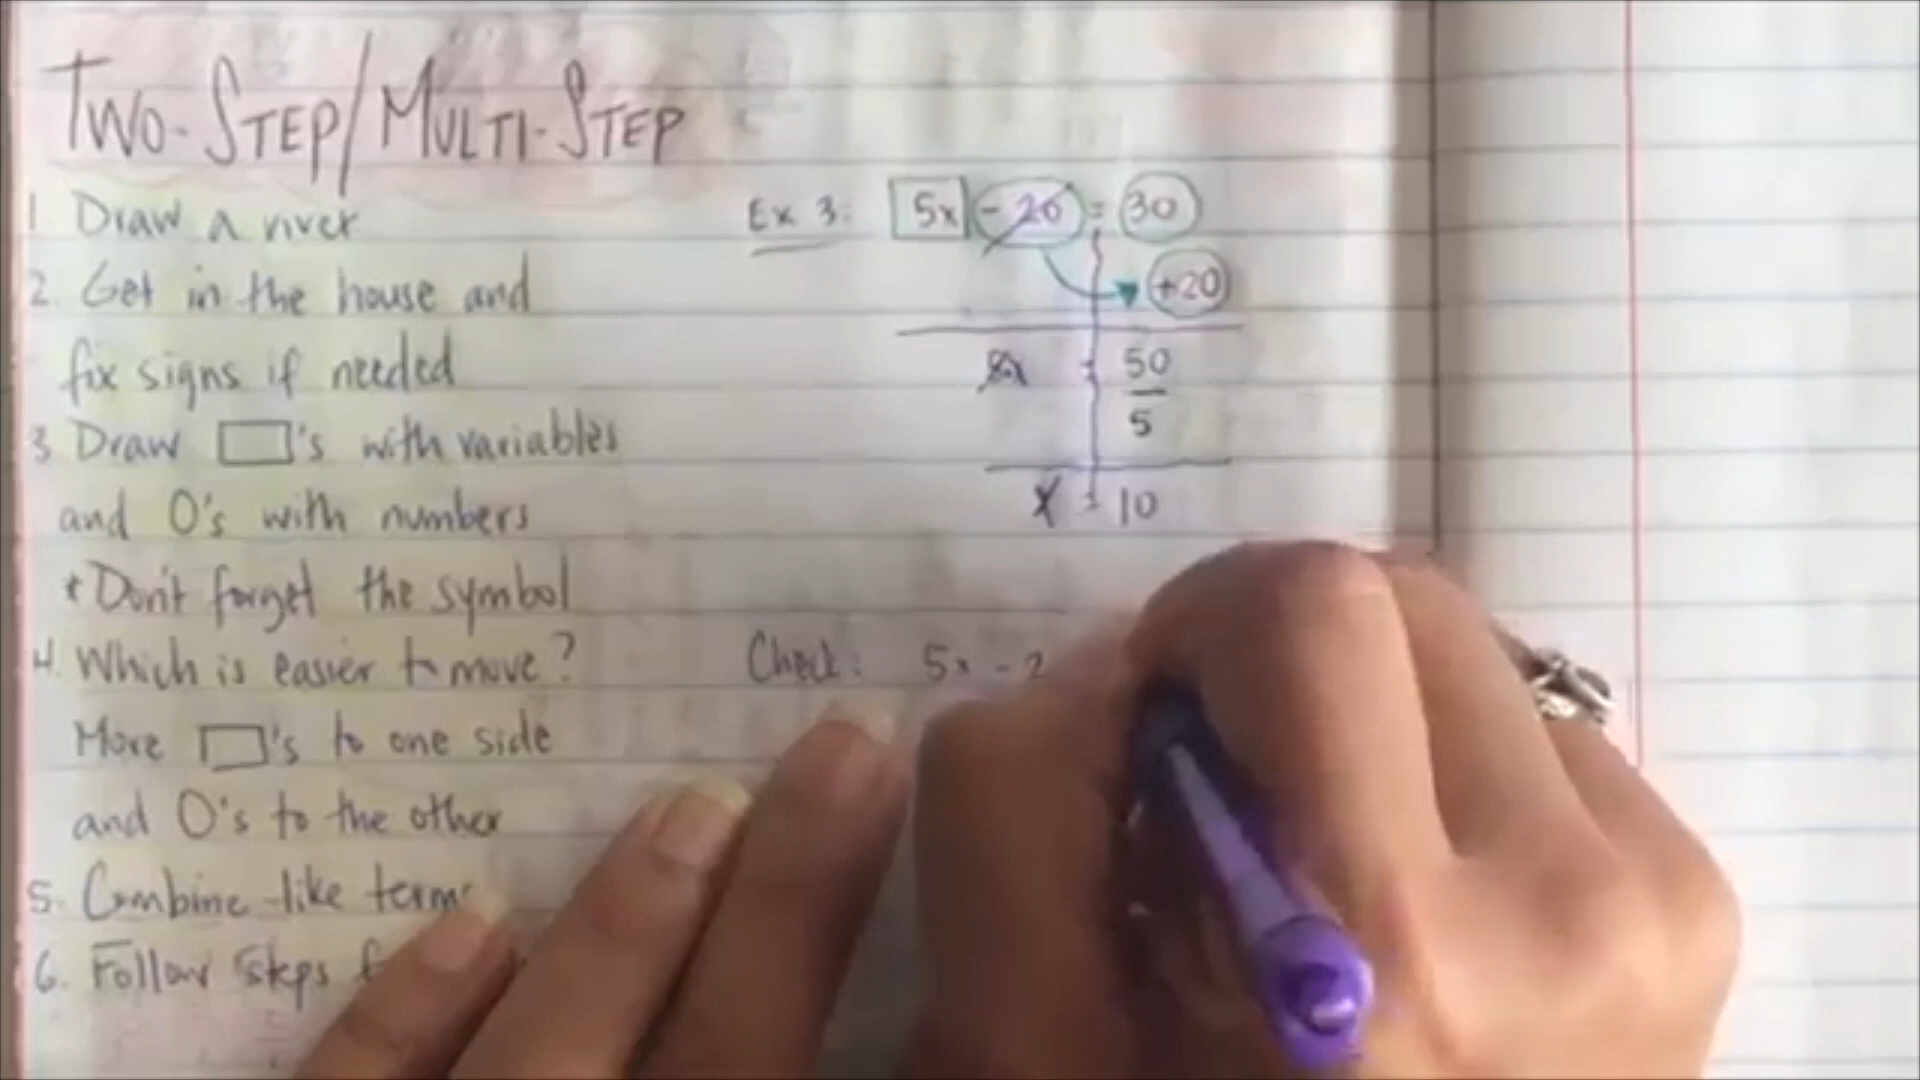 TWO-STEP/MULTI-STEP
1 Draw a river
2. Get in the house and
fix signs if needed
3 Draw □'s with variables
and O's with numbers
*Don't forget the symbol
4. Which is easier to move?
Move □'s to one side
and O's to the other
5. Combine like terms
6. Follow steps
Ex 3: 5x - 20 = 30
+20
5x = 50
5
x = 10
Check: 5x - 2